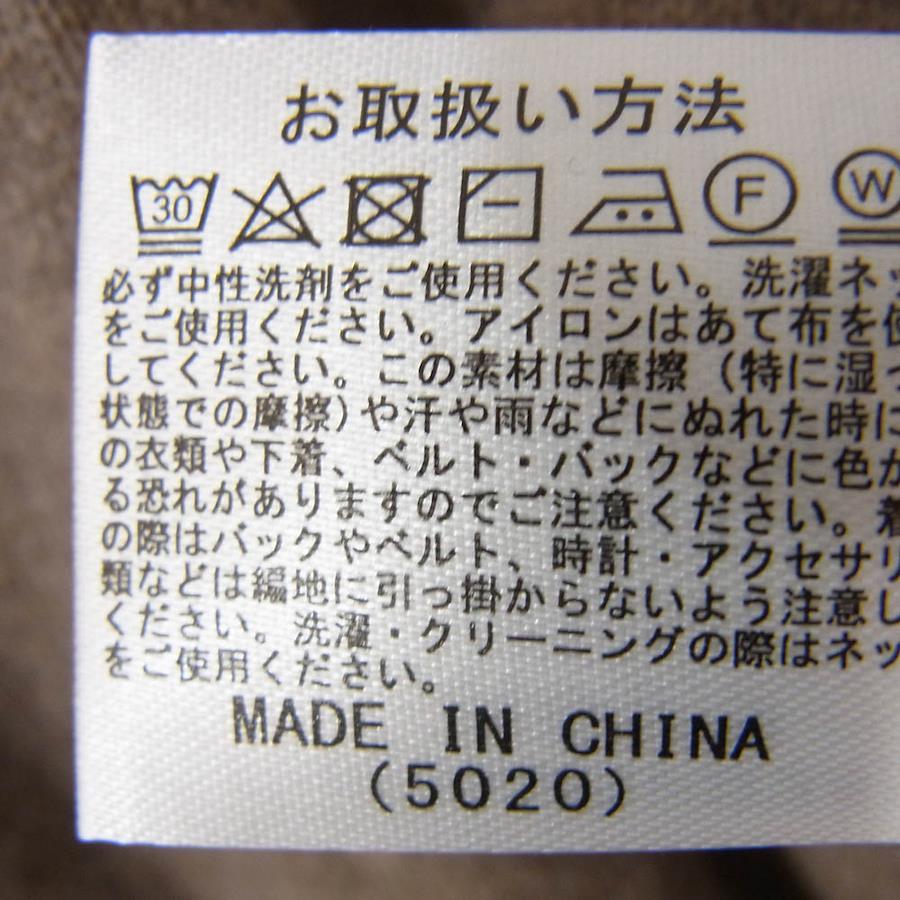 お取扱い方法
30 F W
必ず中性洗剤をご使用ください。洗濯ネッ
をご使用ください。アイロンはあて布を使
してください。この素材は摩擦（特に湿っ
状態での摩擦）や汗や雨などにぬれた時に
の衣類や下着、ベルト・バックなどに色が
る恐れがありますのでご注意ください。着
の際はバックやベルト、時計・アクセサリ
類などは編地に引っ掛からないよう注意し
ください。洗濯・クリーニングの際はネッ
をご使用ください。
MADE IN CHINA
(5020)